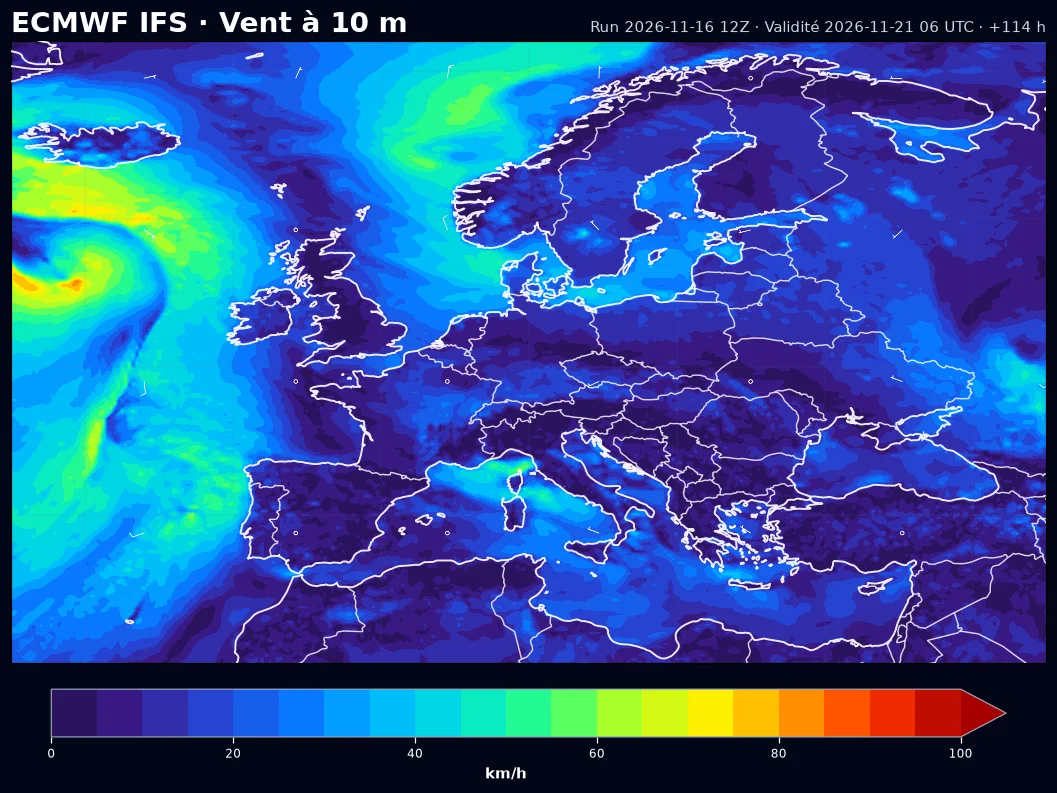 ECMWF IFS · Vent à 10 m
Run 2026-11-16 12Z · Validité 2026-11-21 06 UTC · +114 h
0 20 40 60 80 100
km/h